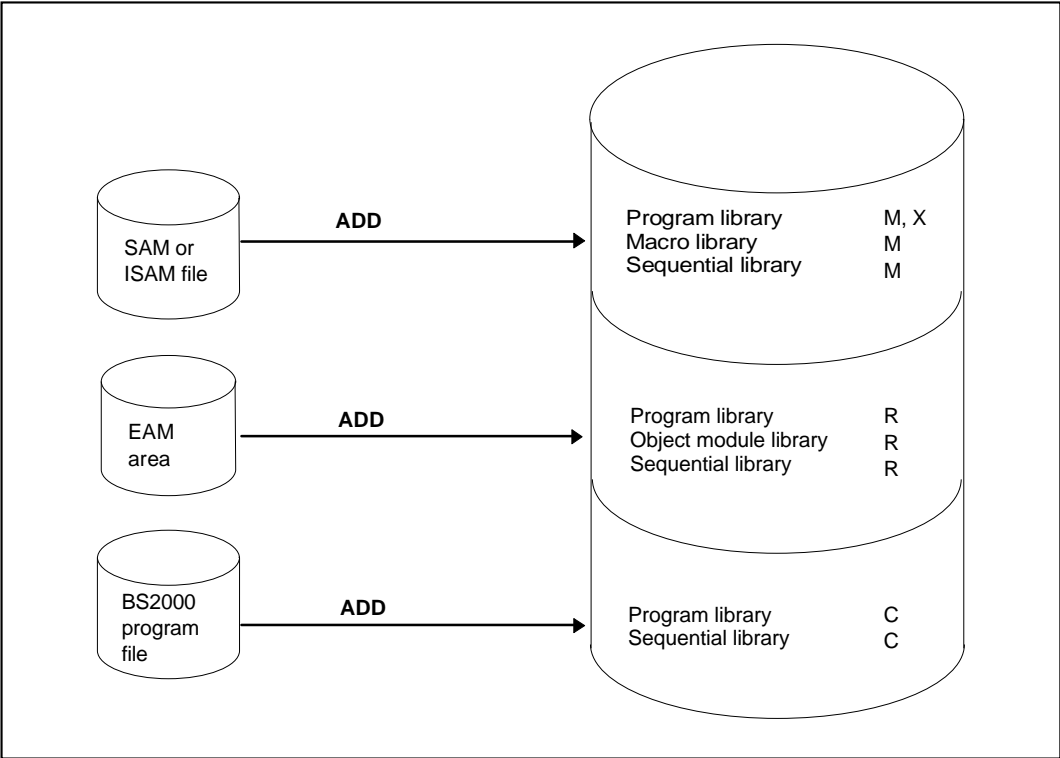 SAM or
ISAM file
ADD
Program library M, X
Macro library M
Sequential library M
EAM
area
ADD
Program library R
Object module library R
Sequential library R
BS2000
program
file
ADD
Program library C
Sequential library C